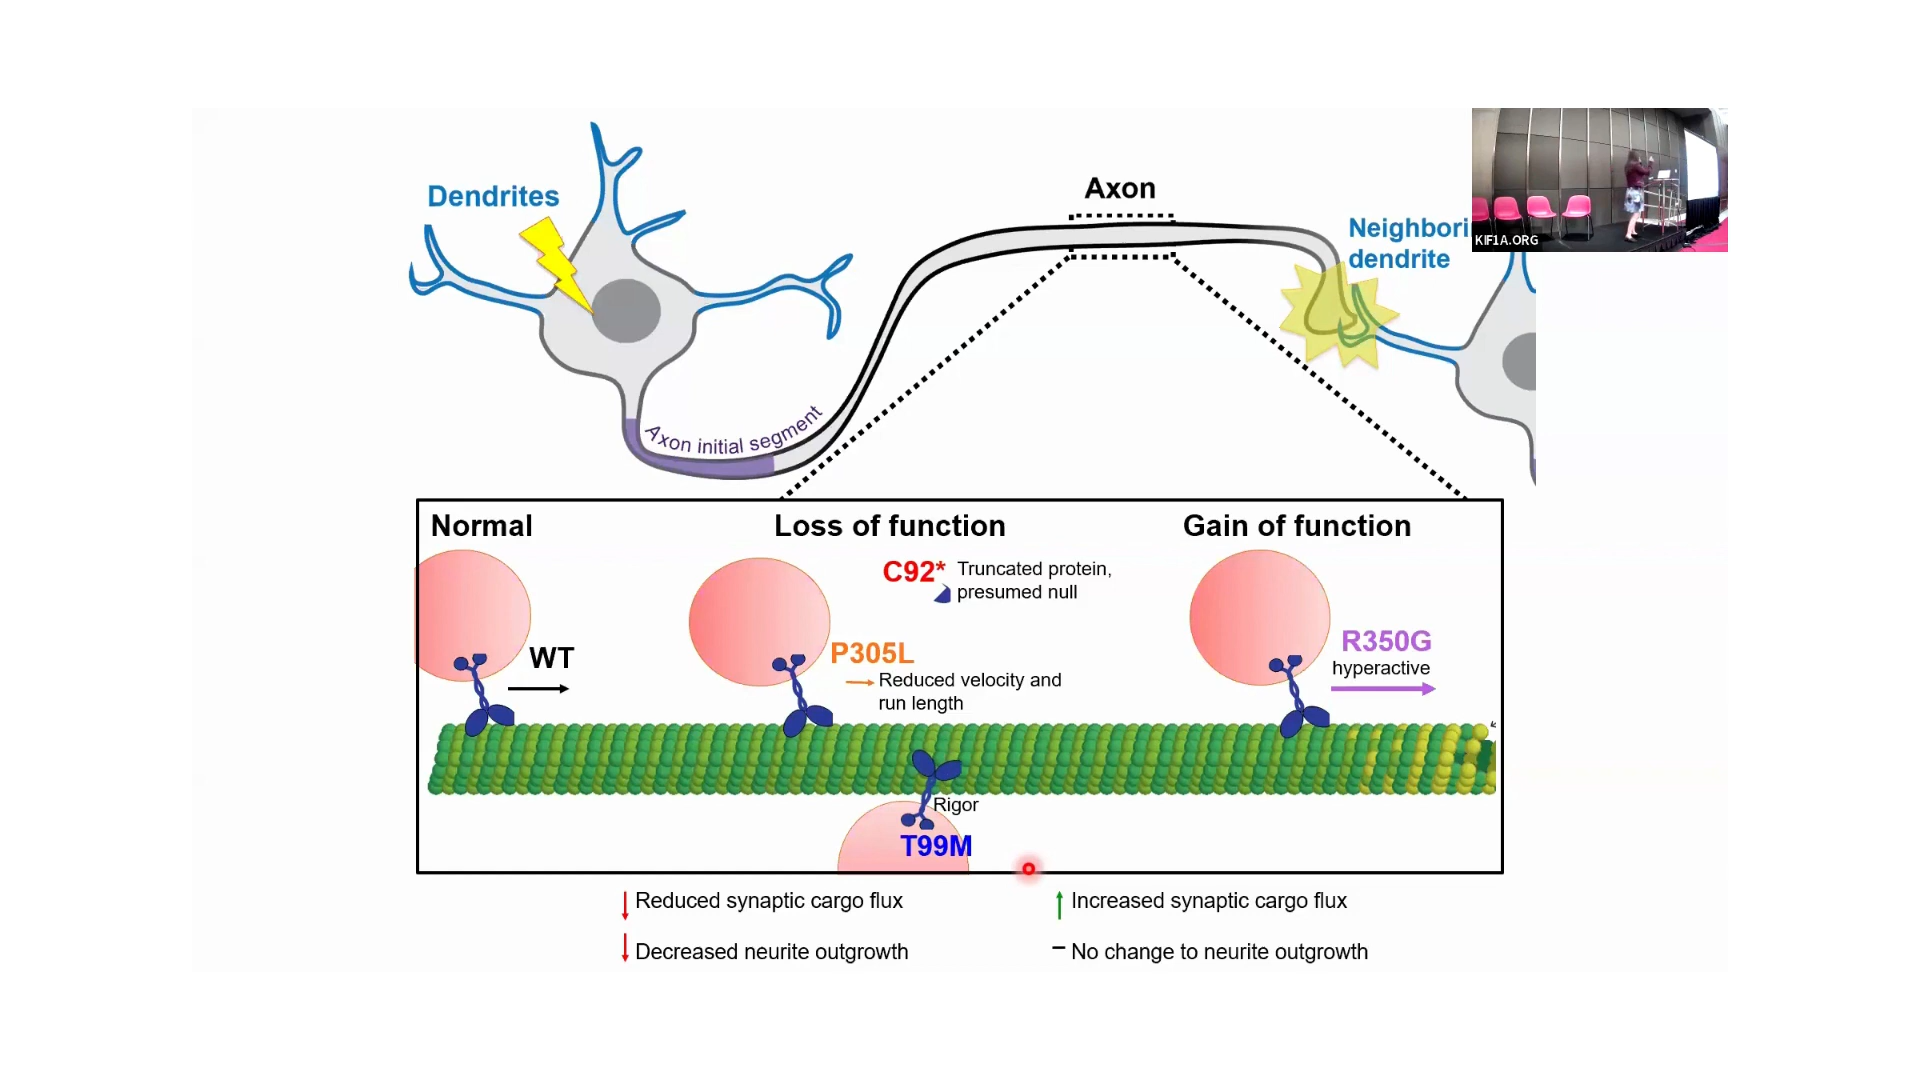 Dendrites
Axon
Neighbori
dendrite
KIF1A.ORG
Axon initial segment
Normal
Loss of function
Gain of function
C92*
Truncated protein,
presumed null
WT
P305L
Reduced velocity and
run length
R350G
hyperactive
Rigor
T99M
Reduced synaptic cargo flux
Decreased neurite outgrowth
Increased synaptic cargo flux
No change to neurite outgrowth